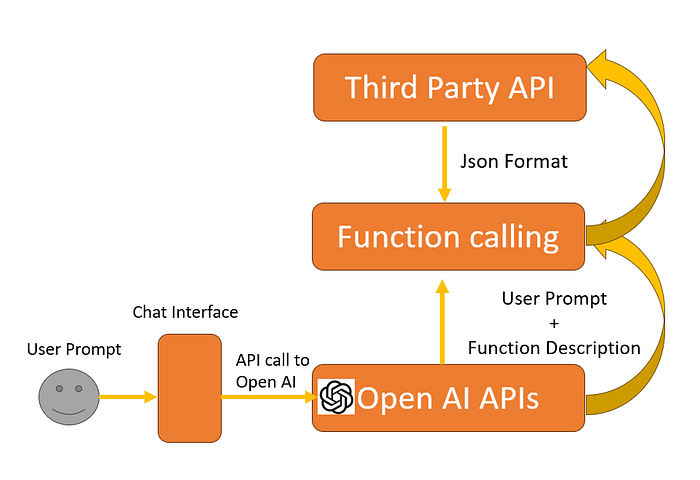 Third Party API
Json Format
Function calling
User Prompt
+
Function Description
Chat Interface
User Prompt
API call to
Open AI
Open AI APIs